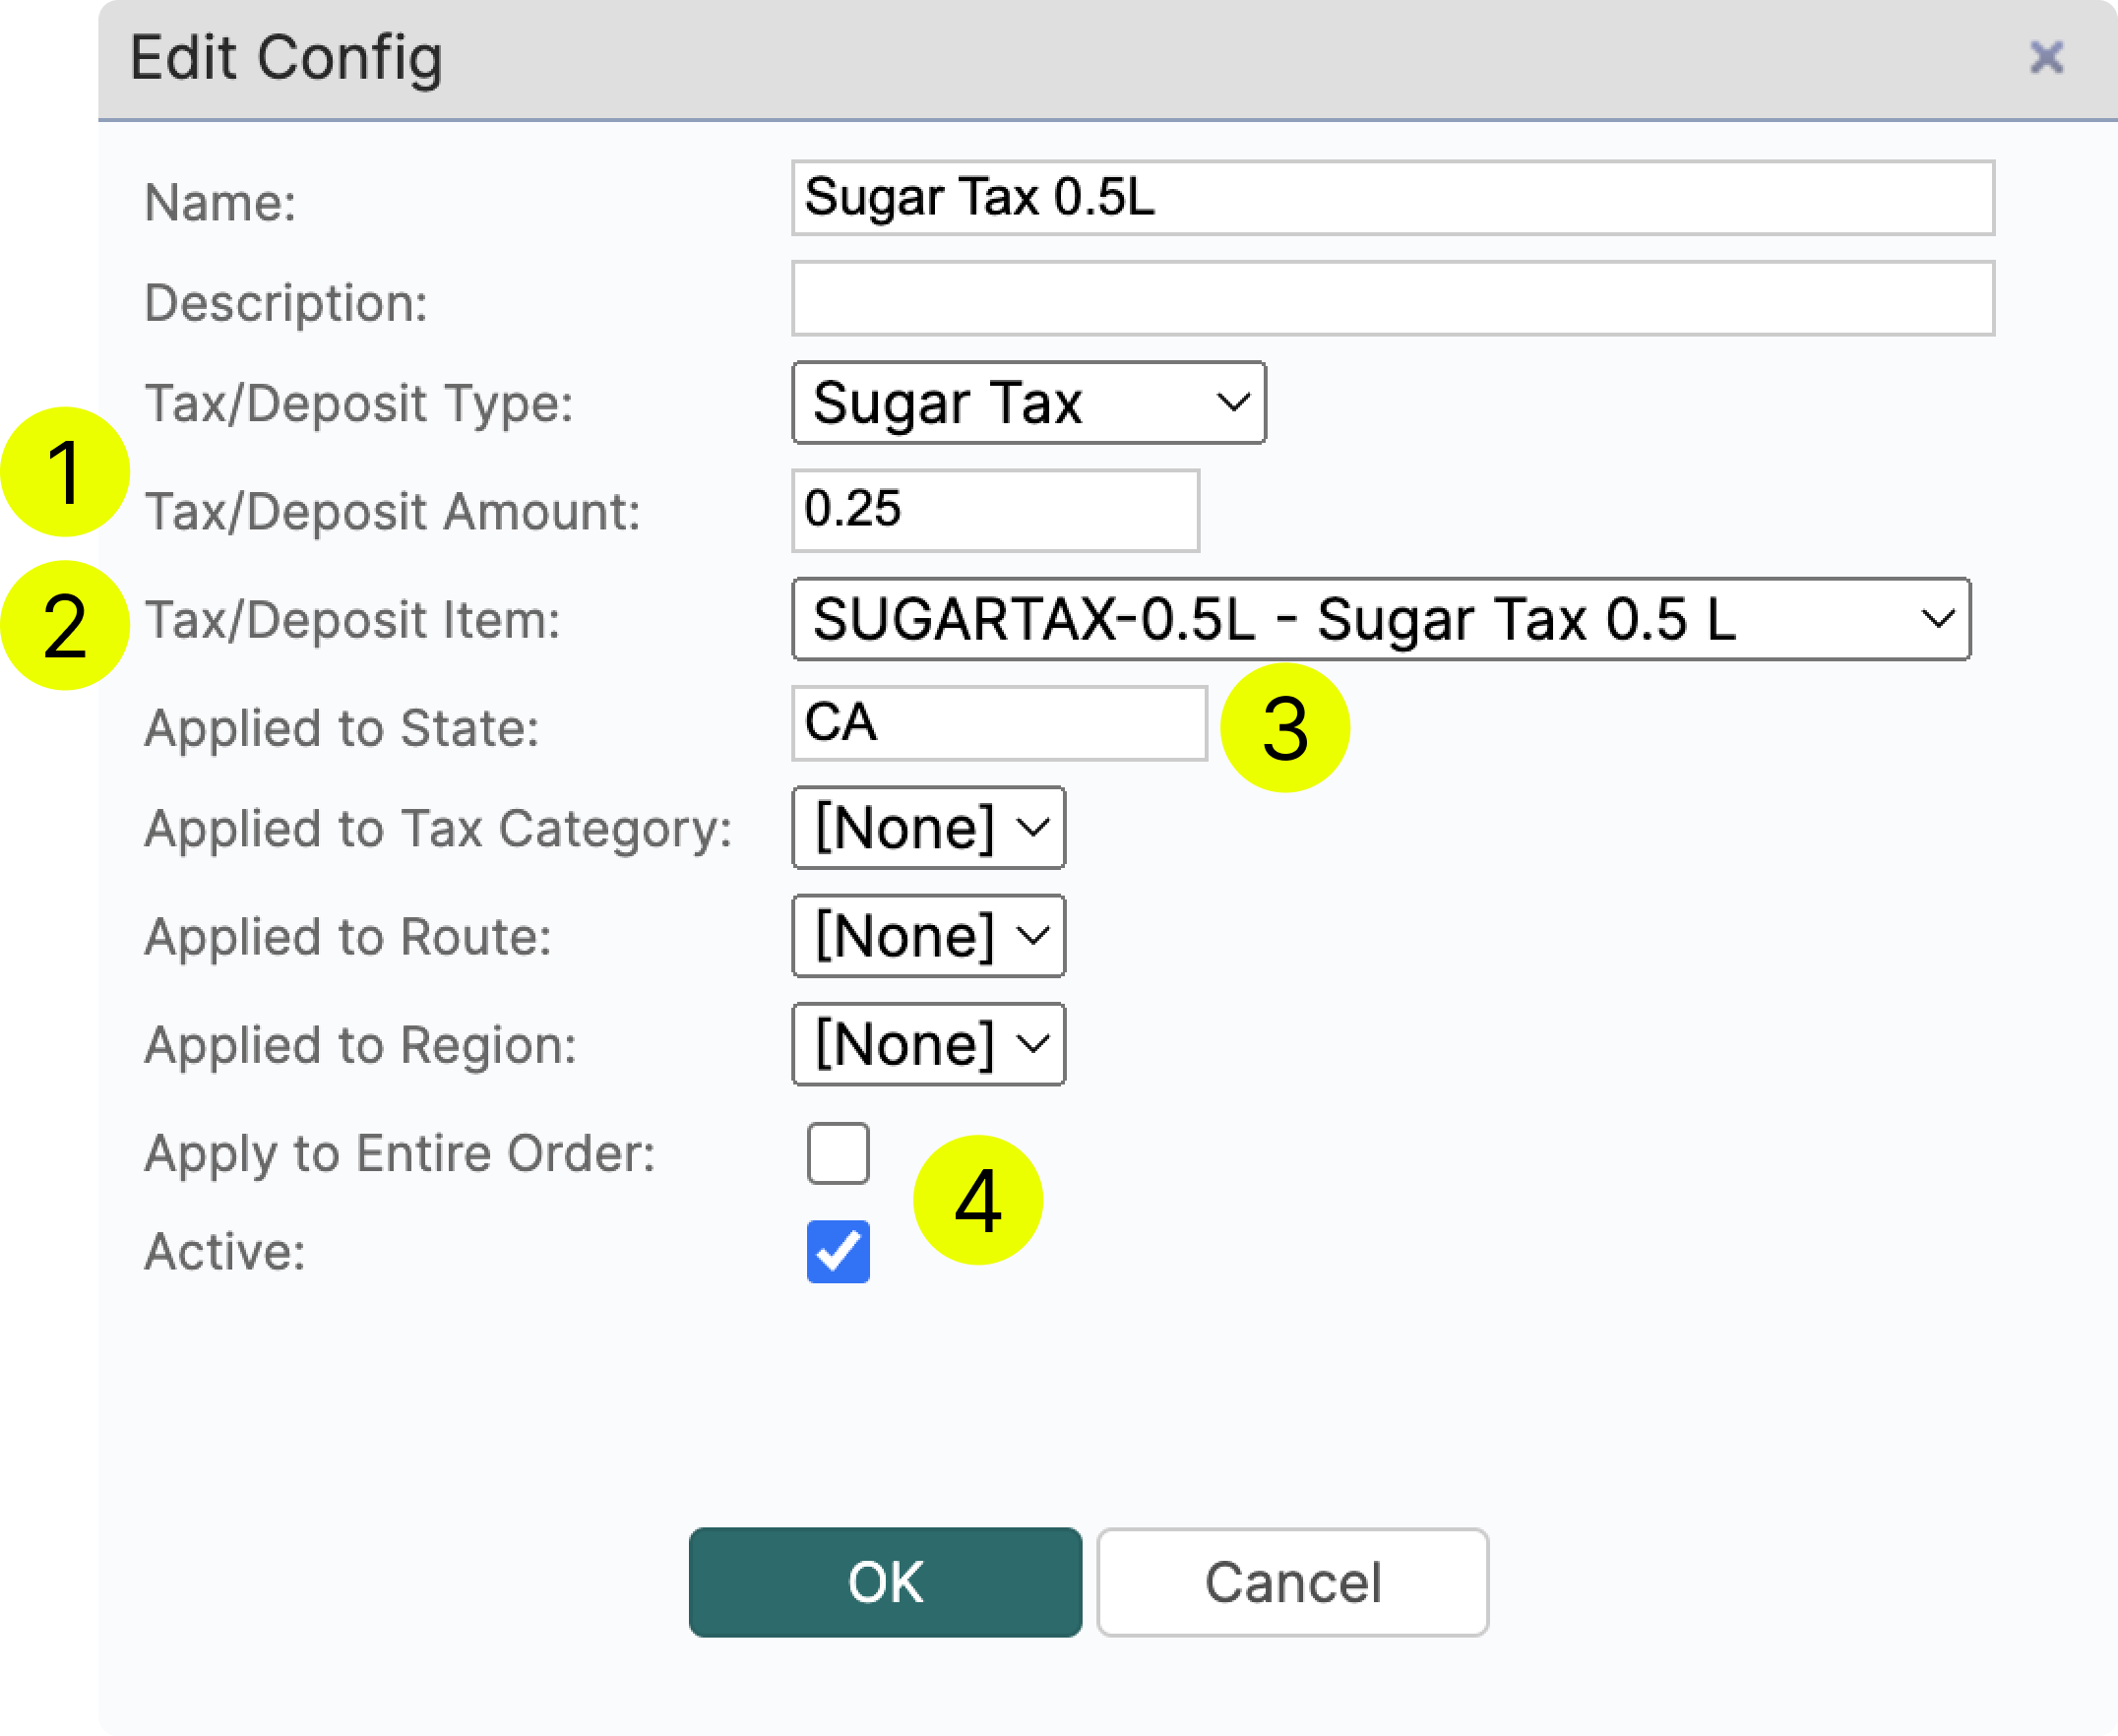 Edit Config
Name: Sugar Tax 0.5L
Description:
Tax/Deposit Type: Sugar Tax
1
Tax/Deposit Amount: 0.25
2 Tax/Deposit Item: SUGARTAX-0.5L - Sugar Tax 0.5 L
Applied to State: CA 3
Applied to Tax Category: [None]
Applied to Route: [None]
Applied to Region: [None]
Apply to Entire Order:
4
Active:
OK Cancel